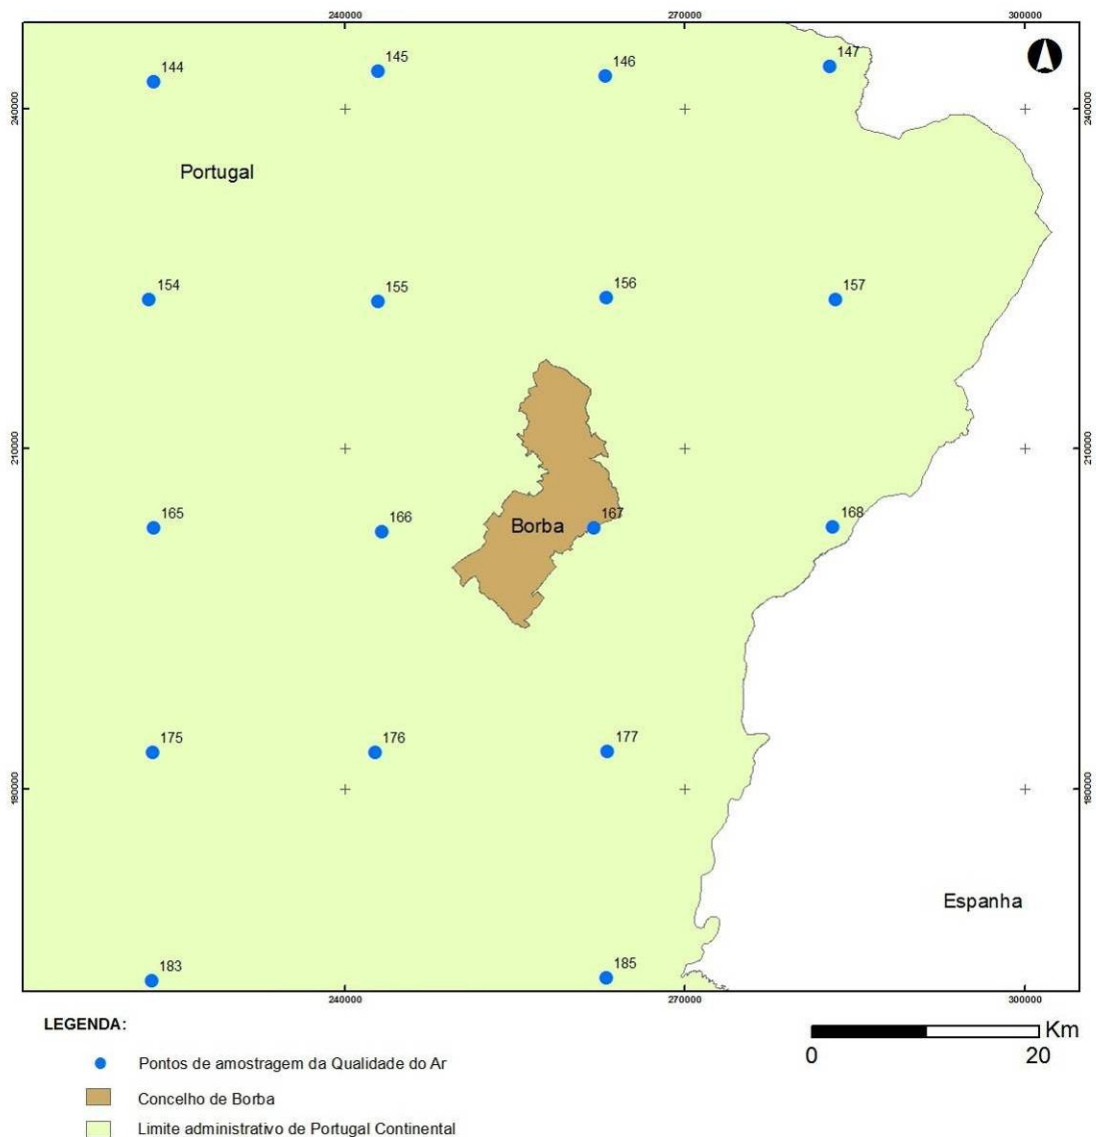 240000 270000 300000
144 145 146 147
240000 240000
Portugal
154 155 156 157
210000 210000
165 166 Borba 167 168
175 176 177
180000 180000
Espanha
183 185
240000 270000 300000
LEGENDA:
Km
0 20
Pontos de amostragem da Qualidade do Ar
Concelho de Borba
Limite administrativo de Portugal Continental